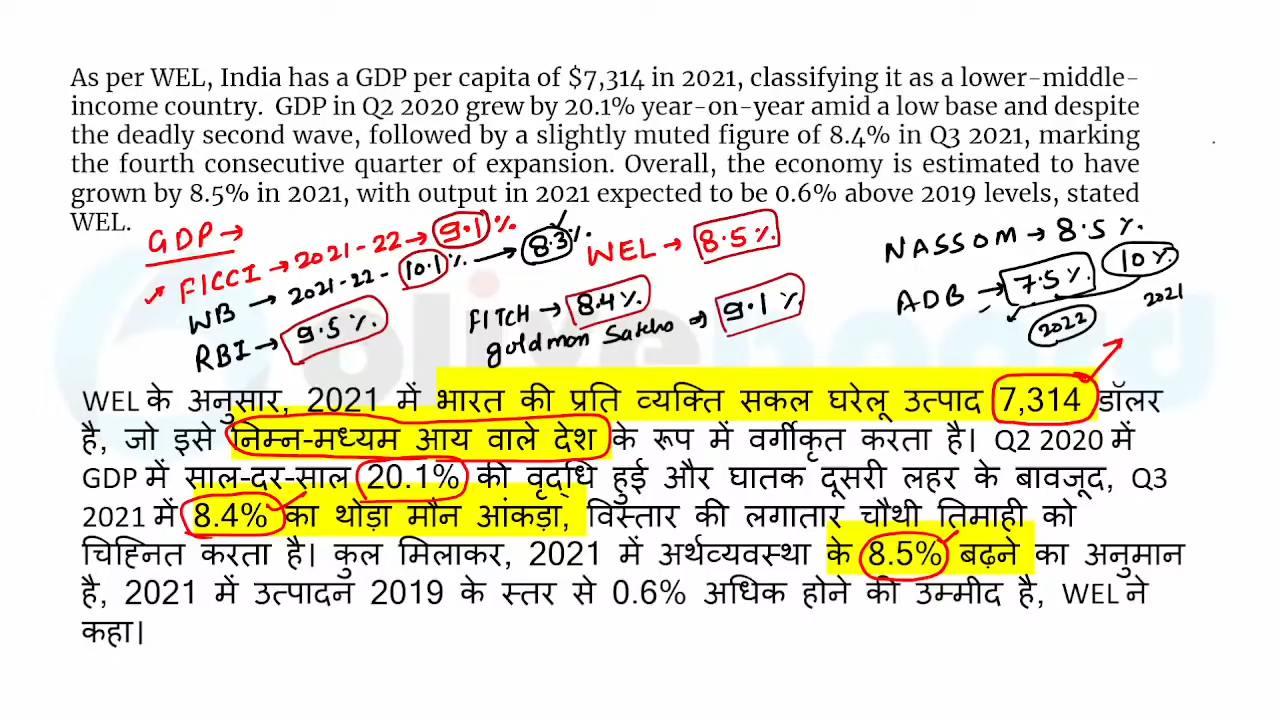 As per WEL, India has a GDP per capita of $7,314 in 2021, classifying it as a lower-middle-
income country. GDP in Q2 2020 grew by 20.1% year-on-year amid a low base and despite
the deadly second wave, followed by a slightly muted figure of 8.4% in Q3 2021, marking
the fourth consecutive quarter of expansion. Overall, the economy is estimated to have
grown by 8.5% in 2021, with output in 2021 expected to be 0.6% above 2019 levels, stated
WEL.
GDP →
FICCI → 2021-22 → 9.1 %
WB → 2021-22 - 10.1 % → 8.3%.
RBI → 9.5 %.
WEL → 8.5 %.
FITCH → 8.4 %.
goldmon Satcho → 9.1 %
NASSOM → 8.5 %.
ADB → 7.5 %. 10 %.
2022 2021
oliveboard
WEL के अनुसार, 2021 में भारत की प्रति व्यक्ति सकल घरेलू उत्पाद 7,314 डॉलर
है, जो इसे निम्न-मध्यम आय वाले देश के रूप में वर्गीकृत करता है। Q2 2020 में
GDP में साल-दर-साल 20.1% की वृद्धि हुई और घातक दूसरी लहर के बावजूद, Q3
2021 में 8.4% का थोड़ा मौन आंकड़ा, विस्तार की लगातार चौथी तिमाही को
चिह्नित करता है। कुल मिलाकर, 2021 में अर्थव्यवस्था के 8.5% बढ़ने का अनुमान
है, 2021 में उत्पादन 2019 के स्तर से 0.6% अधिक होने की उम्मीद है, WEL ने
कहा।